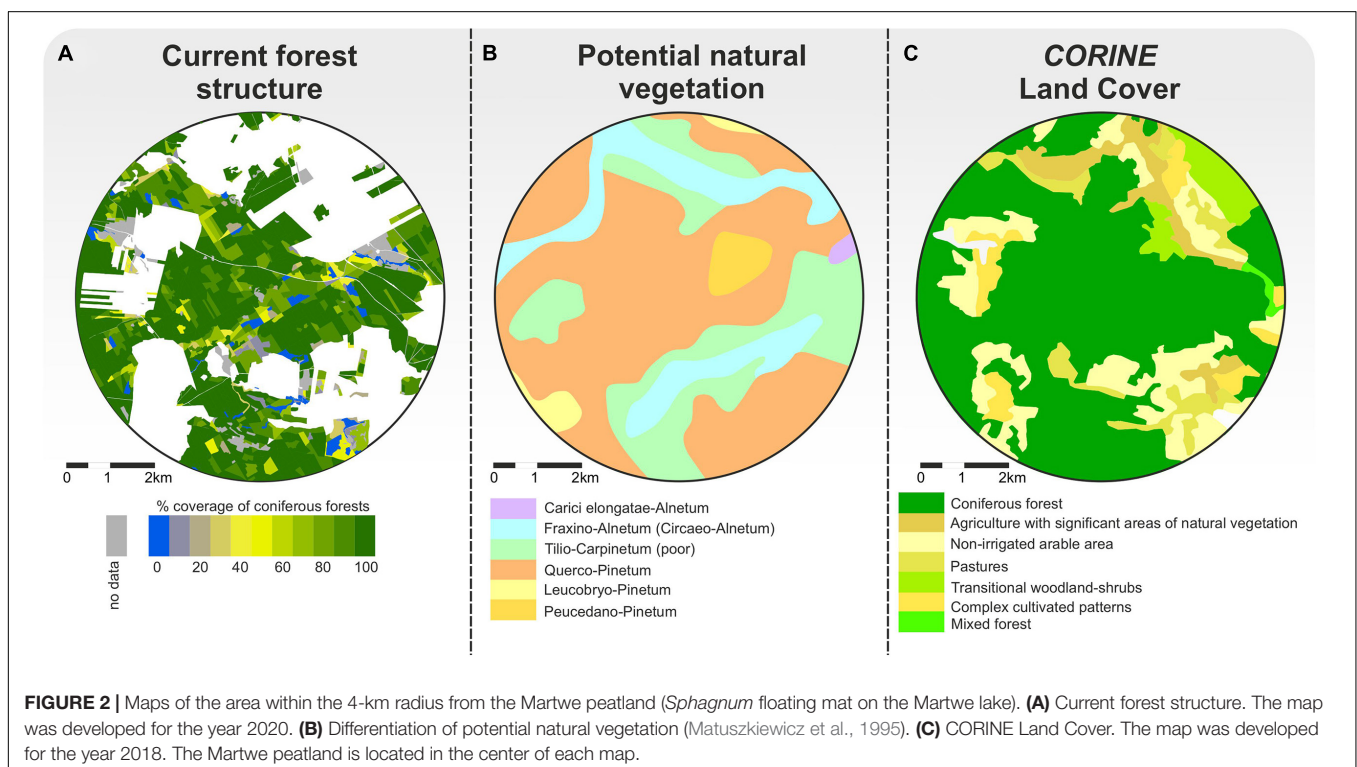 A
Current forest
structure
B
Potential natural
vegetation
C
CORINE
Land Cover
0 1 2km
0 1 2km
0 1 2km
% coverage of coniferous forests
no data
0 20 40 60 80 100
Carici elongatae-Alnetum
Fraxino-Alnetum (Circaeo-Alnetum)
Tilio-Carpinetum (poor)
Querco-Pinetum
Leucobryo-Pinetum
Peucedano-Pinetum
Coniferous forest
Agriculture with significant areas of natural vegetation
Non-irrigated arable area
Pastures
Transitional woodland-shrubs
Complex cultivated patterns
Mixed forest
FIGURE 2 | Maps of the area within the 4-km radius from the Martwe peatland (Sphagnum floating mat on the Martwe lake). (A) Current forest structure. The map
was developed for the year 2020. (B) Differentiation of potential natural vegetation (Matuszkiewicz et al., 1995). (C) CORINE Land Cover. The map was developed
for the year 2018. The Martwe peatland is located in the center of each map.